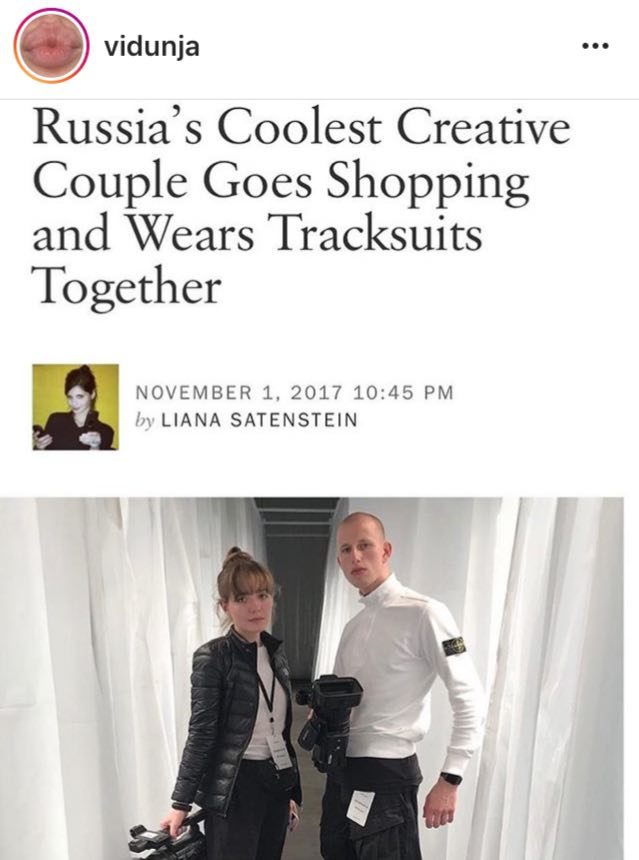 vidunja
Russia’s Coolest Creative
Couple Goes Shopping
and Wears Tracksuits
Together
NOVEMBER 1, 2017 10:45 PM
by LIANA SATENSTEIN